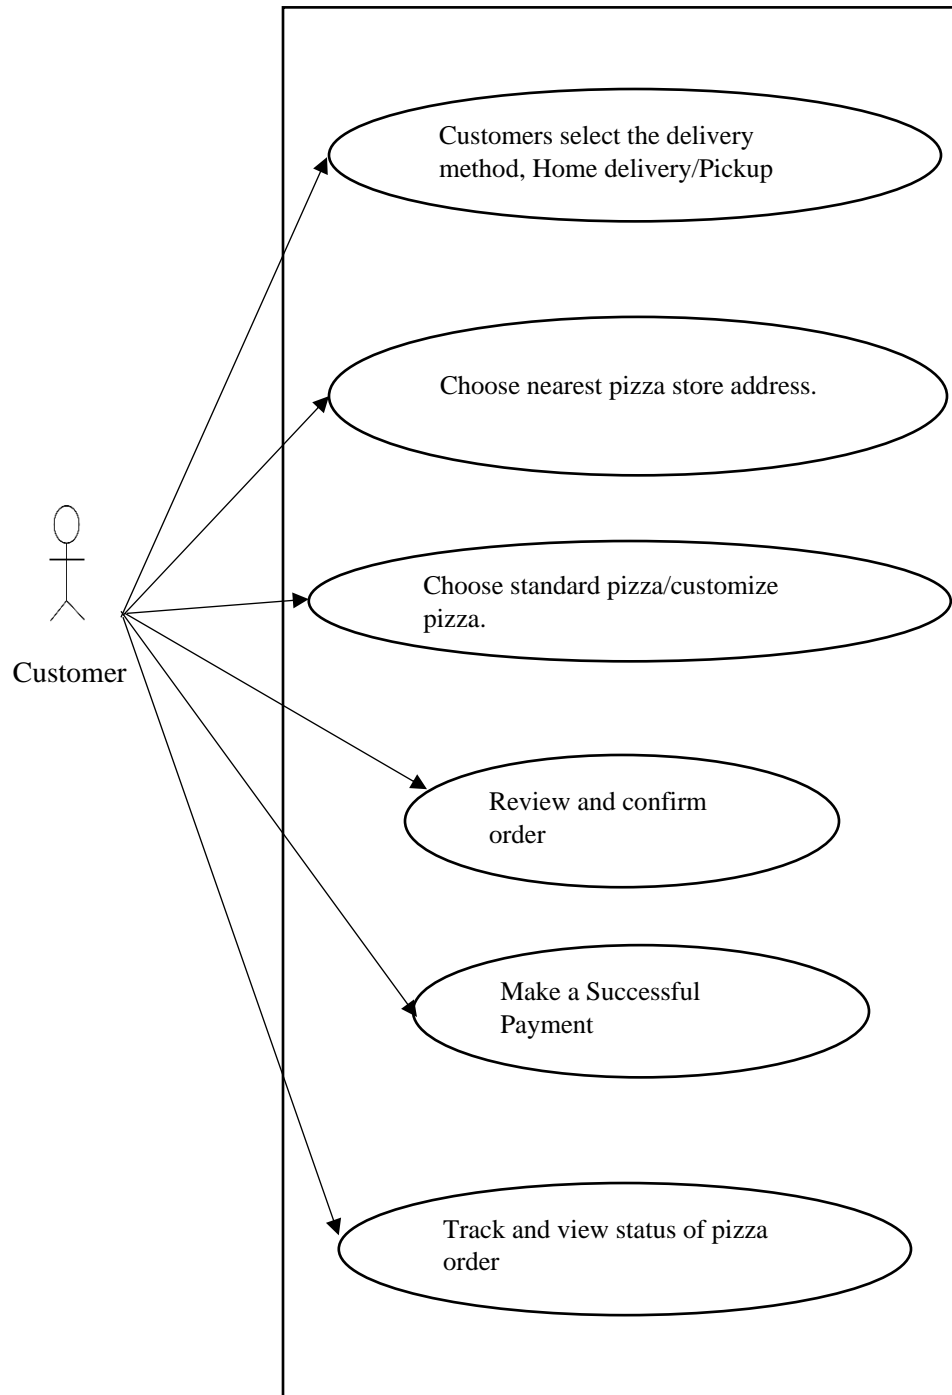 Customers select the delivery
method, Home delivery/Pickup
Choose nearest pizza store address.
Choose standard pizza/customize
pizza.
Customer
Review and confirm
order
Make a Successful
Payment
Track and view status of pizza
order